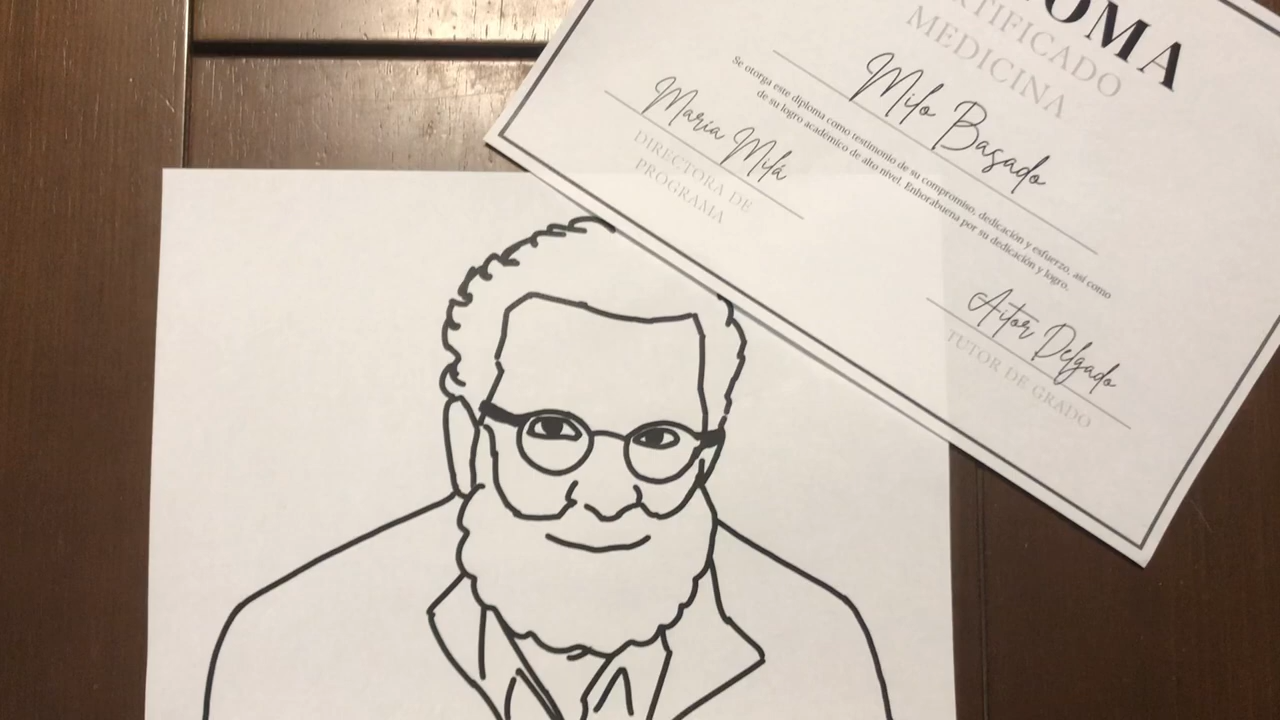 OMA
RTIFICADO
MEDICINA
Milo Basado
Se otorga este diploma como testimonio de su compromiso, dedicación y esfuerzo, así como
de su logro académico de alto nivel. Enhorabuena por su dedicación y logro.
María Milá
DIRECTORA DE
PROGRAMA
Aitor Delgado
TUTOR DE GRADO